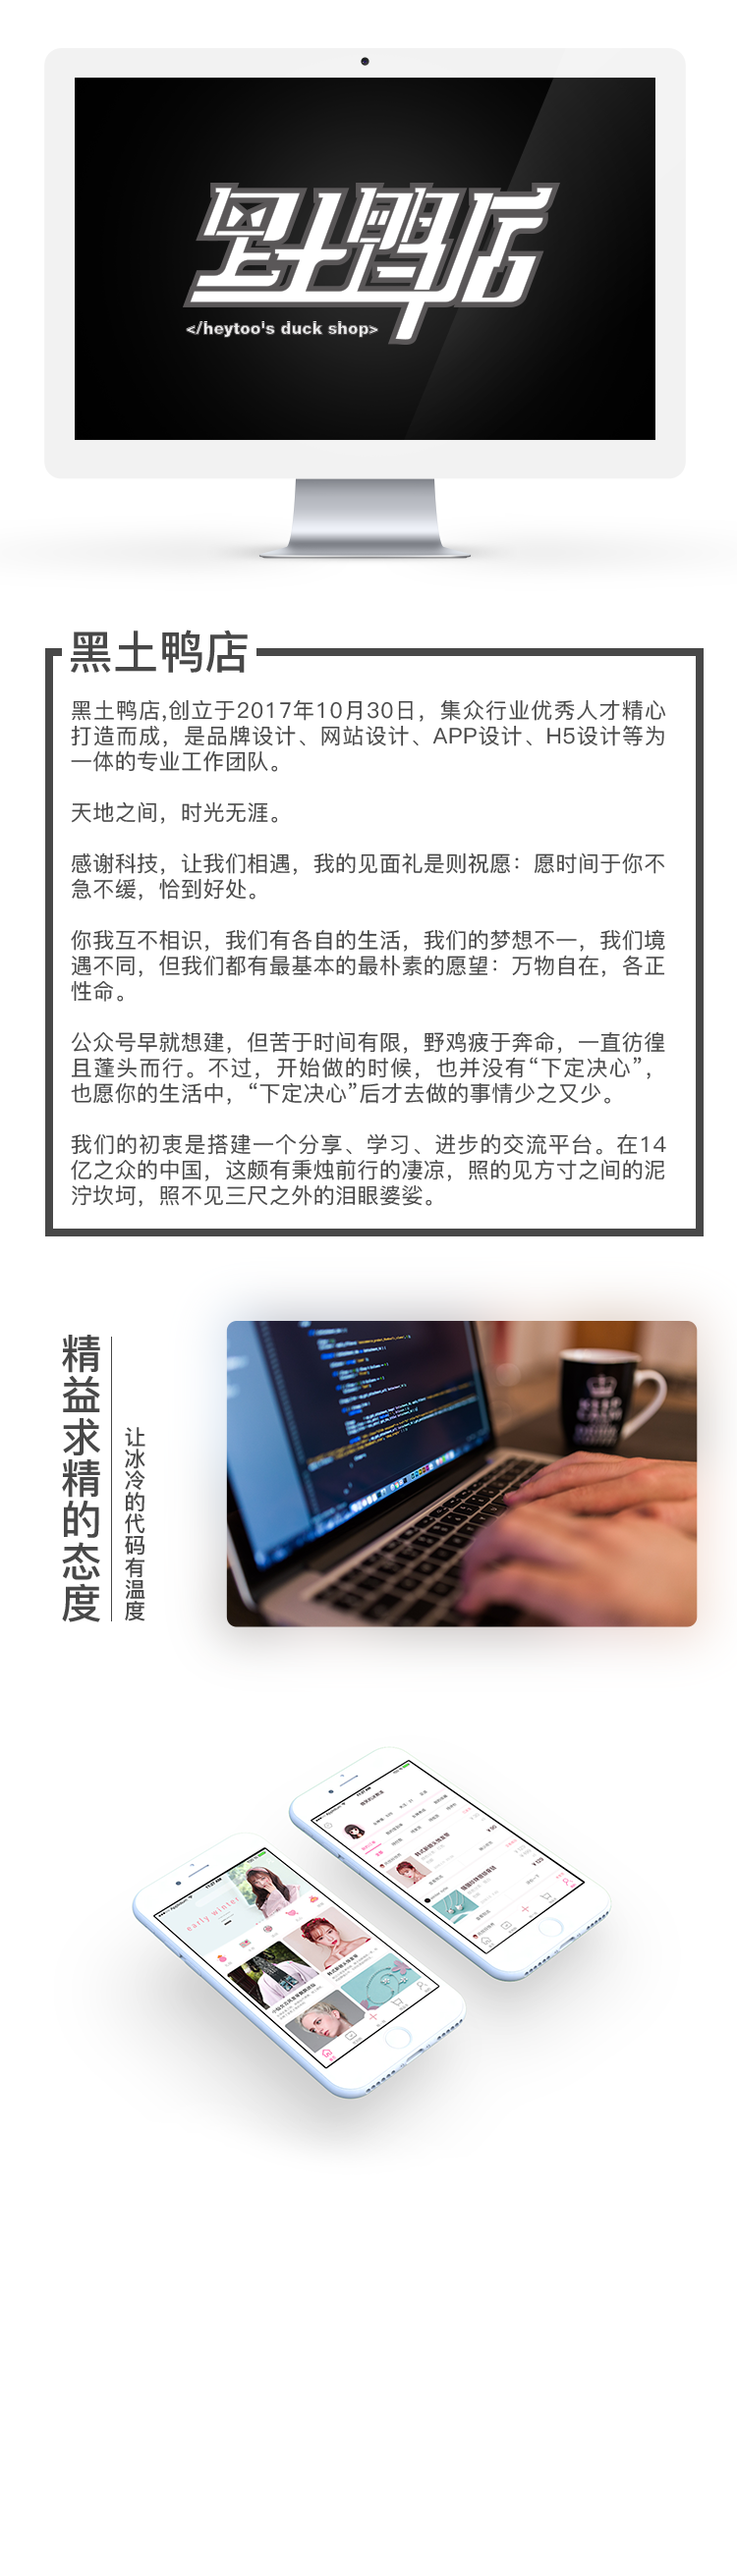 黑土鸭店
</heytoo's duck shop>
黑土鸭店
黑土鸭店,创立于2017年10月30日，集众行业优秀人才精心
打造而成，是品牌设计、网站设计、APP设计、H5设计等为
一体的专业工作团队。
天地之间，时光无涯。
感谢科技，让我们相遇，我的见面礼是则祝愿：愿时间于你不
急不缓，恰到好处。
你我互不相识，我们有各自的生活，我们的梦想不一，我们境
遇不同，但我们都有最基本的最朴素的愿望：万物自在，各正
性命。
公众号早就想建，但苦于时间有限，野鸡疲于奔命，一直彷徨
且蓬头而行。不过，开始做的时候，也并没有“下定决心”，
也愿你的生活中，“下定决心”后才去做的事情少之又少。
我们的初衷是搭建一个分享、学习、进步的交流平台。在14
亿之众的中国，这颇有秉烛前行的凄凉，照的见方寸之间的泥
泞坎坷，照不见三尺之外的泪眼婆娑。
精益求精的态度
让冰冷的代码有温度
early winter